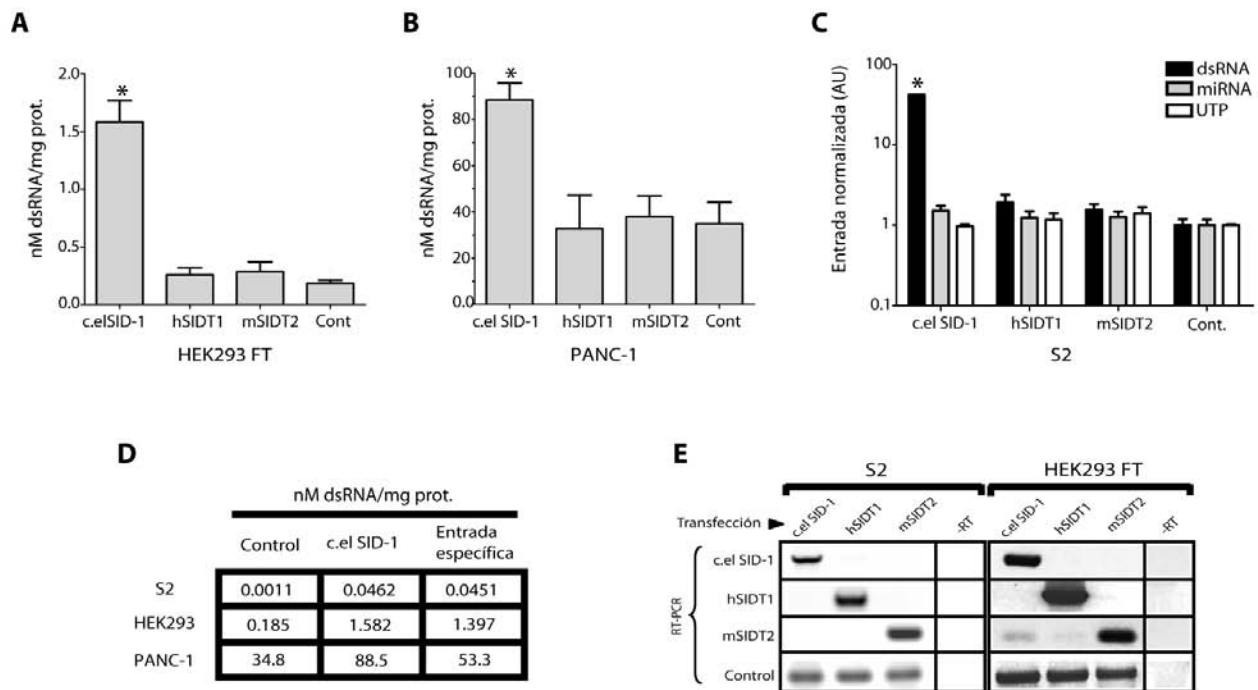 A
2.0
1.5
1.0
0.5
0.0
nM dsRNA/mg prot.
*
c.elSID-1
hSIDT1
mSIDT2
Cont
HEK293 FT
B
100
80
60
40
20
0.0
nM dsRNA/mg prot.
*
c.el SID-1
hSIDT1
mSIDT2
Cont
PANC-1
C
100
10
1
0.1
Entrada normalizada (AU)
*
dsRNA
miRNA
UTP
c.el SID-1
hSIDT1
mSIDT2
Cont.
S2
D
nM dsRNA/mg prot.
Control c.el SID-1 Entrada
específica
S2 0.0011 0.0462 0.0451
HEK293 0.185 1.582 1.397
PANC-1 34.8 88.5 53.3
E
S2 HEK293 FT
Transfección c.el SID-1 hSIDT1 mSIDT2 -RT c.el SID-1 hSIDT1 mSIDT2 -RT
RT-PCR
c.el SID-1
hSIDT1
mSIDT2
Control